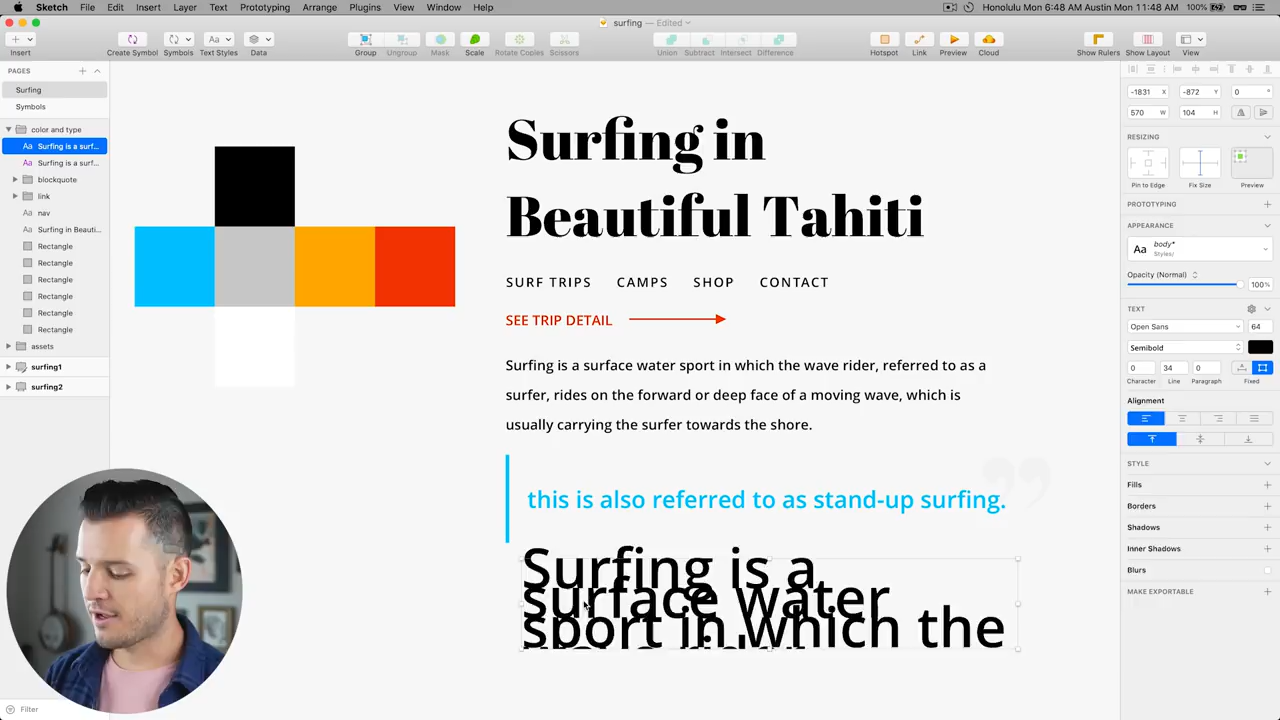 Sketch File Edit Insert Layer Text Prototyping Arrange Plugins View Window Help
Honolulu Mon 6:48 AM Austin Mon 11:48 AM 100%
surfing — Edited
Insert Create Symbol Symbols Text Styles Data Group Ungroup Mask Scale Rotate Copies Scissors Union Subtract Intersect Difference Hotspot Link Preview Cloud Show Rulers Show Layout View
PAGES
Surfing
Symbols
color and type
Aa Surfing is a surf...
Aa Surfing is a surf...
blockquote
link
Aa nav
Aa Surfing in Beauti...
Rectangle
Rectangle
Rectangle
Rectangle
Rectangle
Rectangle
assets
surfing1
surfing2
Filter
Surfing in
Beautiful Tahiti
SURF TRIPS CAMPS SHOP CONTACT
SEE TRIP DETAIL
Surfing is a surface water sport in which the wave rider, referred to as a
surfer, rides on the forward or deep face of a moving wave, which is
usually carrying the surfer towards the shore.
this is also referred to as stand-up surfing.
”
Surfing is a
surface water
sport in which the
-1831 X -872 Y 0 °
570 W 104 H
RESIZING
Pin to Edge Fix Size Preview
PROTOTYPING
APPEARANCE
Aa body*
Styles/
Opacity (Normal) 100%
TEXT
Open Sans 64
Semibold
0 34 0
Character Line Paragraph Fixed
Alignment
STYLE
Fills
Borders
Shadows
Inner Shadows
Blurs
MAKE EXPORTABLE